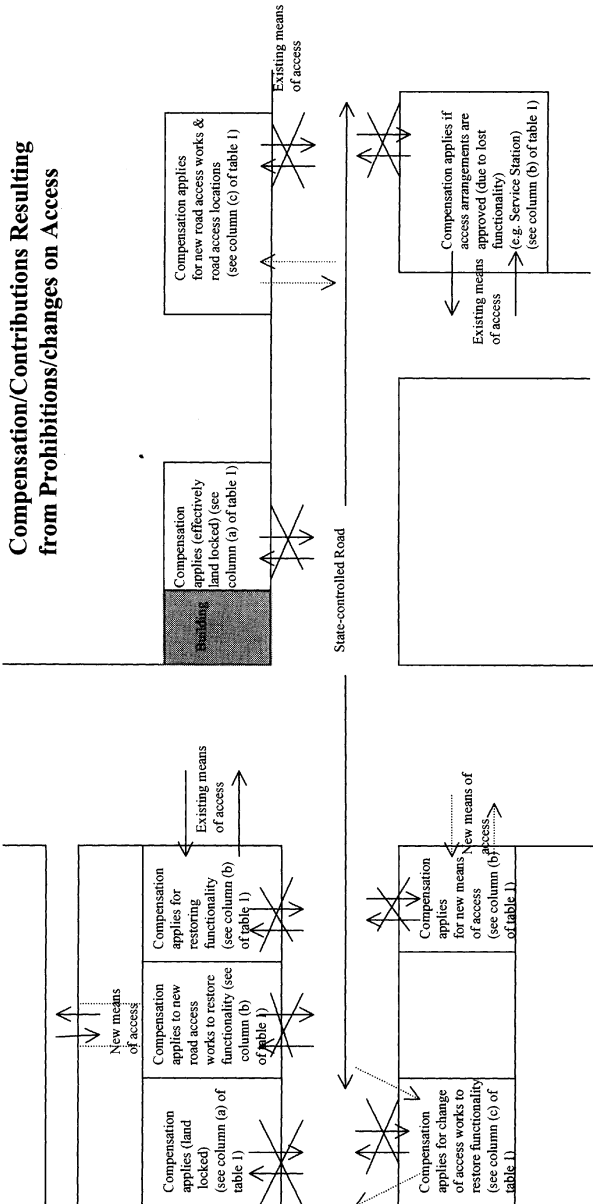 Compensation/Contributions Resulting
from Prohibitions/changes on Access
New means
of access
Compensation
applies (land
locked)
(see column (a) of
table 1)
Compensation
applies to new
road access
works to restore
functionality (see
column (b)
of table 1)
Compensation
applies for
restoring
functionality
(see column (b)
of table 1)
Existing means
of access
Building
Compensation
applies (effectively
land locked) (see
column (a) of table 1)
Compensation applies
for new road access works &
road access locations
(see column (c) of table 1)
Existing means
of access
State-controlled Road
Compensation
applies for change
of access works to
restore functionality
(see column (c) of
table 1)
Compensation
applies
for new means
of access
(see column (b)
of table 1)
New means of
access
Existing means
of access
Compensation applies if
access arrangements are
approved (due to lost
functionality)
(e.g. Service Station)
(see column (b) of table 1)